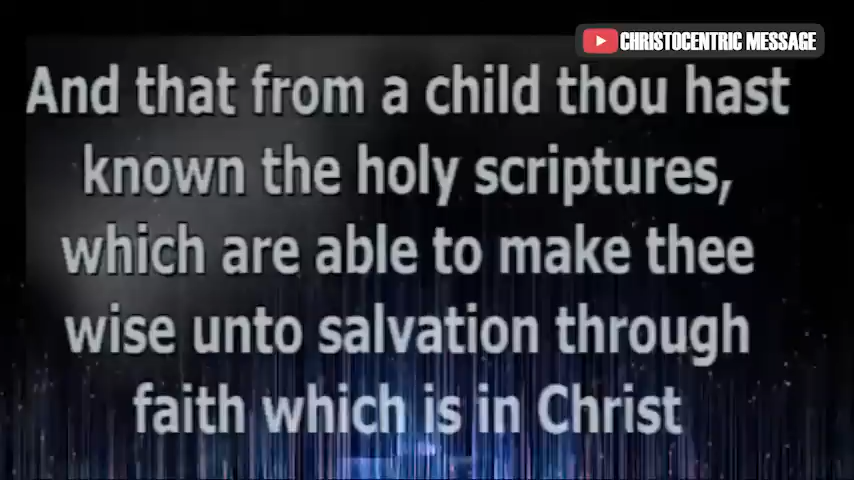 CHRISTOCENTRIC MESSAGE
And that from a child thou hast
known the holy scriptures,
which are able to make thee
wise unto salvation through
faith which is in Christ